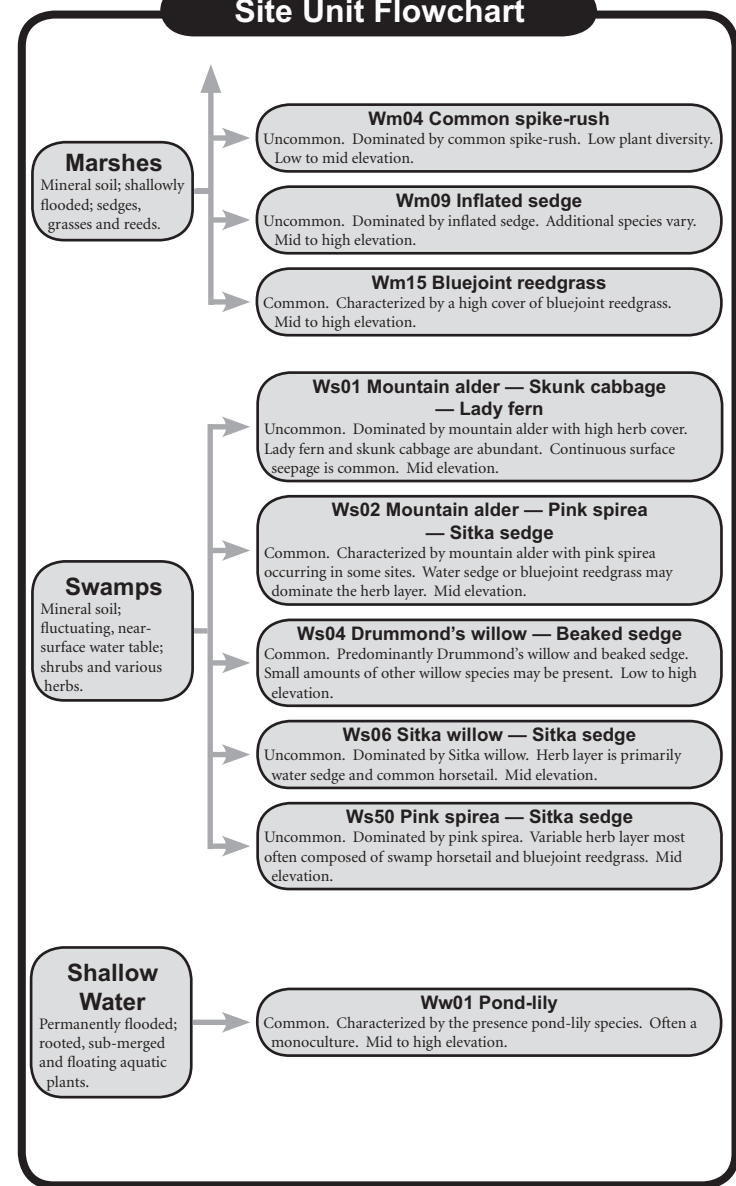 Site Unit Flowchart
Marshes
Mineral soil; shallowly
flooded; sedges,
grasses and reeds.
Wm04 Common spike-rush
Uncommon. Dominated by common spike-rush. Low plant diversity.
Low to mid elevation.
Wm09 Inflated sedge
Uncommon. Dominated by inflated sedge. Additional species vary.
Mid to high elevation.
Wm15 Bluejoint reedgrass
Common. Characterized by a high cover of bluejoint reedgrass.
Mid to high elevation.
Swamps
Mineral soil;
fluctuating, near-
surface water table;
shrubs and various
herbs.
Ws01 Mountain alder — Skunk cabbage
— Lady fern
Uncommon. Dominated by mountain alder with high herb cover.
Lady fern and skunk cabbage are abundant. Continuous surface
seepage is common. Mid elevation.
Ws02 Mountain alder — Pink spirea
— Sitka sedge
Common. Characterized by mountain alder with pink spirea
occurring in some sites. Water sedge or bluejoint reedgrass may
dominate the herb layer. Mid elevation.
Ws04 Drummond's willow — Beaked sedge
Common. Predominantly Drummond's willow and beaked sedge.
Small amounts of other willow species may be present. Low to high
elevation.
Ws06 Sitka willow — Sitka sedge
Uncommon. Dominated by Sitka willow. Herb layer is primarily
water sedge and common horsetail. Mid elevation.
Ws50 Pink spirea — Sitka sedge
Uncommon. Dominated by pink spirea. Variable herb layer most
often composed of swamp horsetail and bluejoint reedgrass. Mid
elevation.
Shallow
Water
Permanently flooded;
rooted, sub-merged
and floating aquatic
plants.
Ww01 Pond-lily
Common. Characterized by the presence pond-lily species. Often a
monoculture. Mid to high elevation.